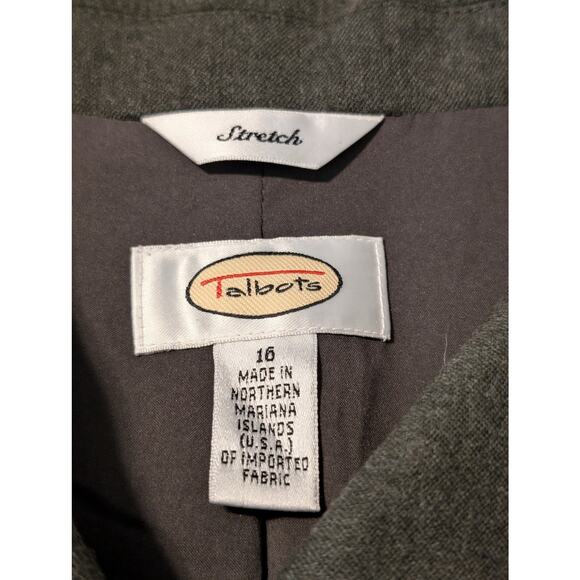 Stretch
Talbots
16
MADE IN
NORTHERN
MARIANA
ISLANDS
(U.S.A.)
OF IMPORTED
FABRIC